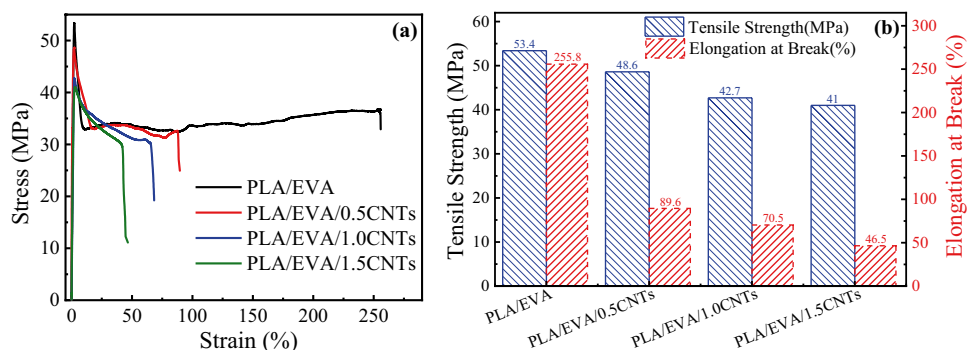 (a)
50
40
30
20
10
0
Stress (MPa)
PLA/EVA
PLA/EVA/0.5CNTs
PLA/EVA/1.0CNTs
PLA/EVA/1.5CNTs
0 50 100 150 200 250
Strain (%)
(b)
Tensile Strength(MPa)
Elongation at Break(%)
60
50
40
30
20
10
0
Tensile Strength (MPa)
53.4
255.8
48.6
89.6
42.7
70.5
41
46.5
300
250
200
150
100
50
0
Elongation at Break (%)
PLA/EVA
PLA/EVA/0.5CNTs
PLA/EVA/1.0CNTs
PLA/EVA/1.5CNTs